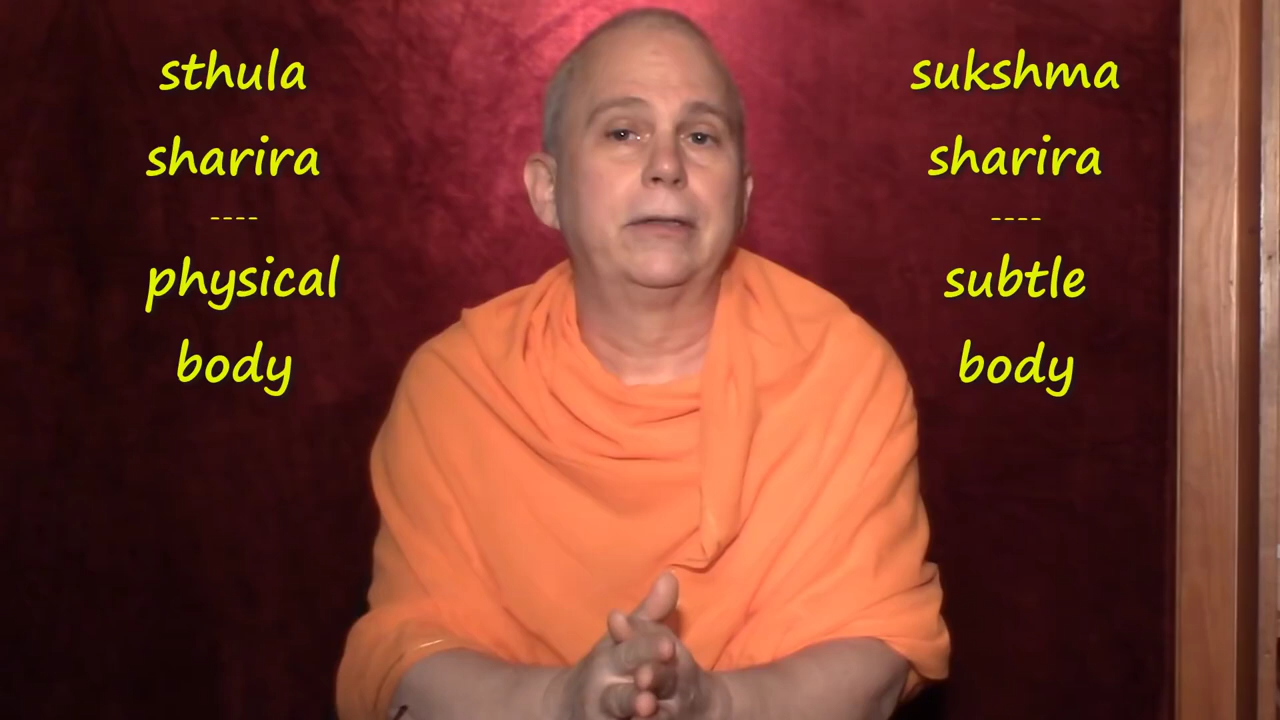 sthula
sharira
----
physical
body
sukshma
sharira
----
subtle
body